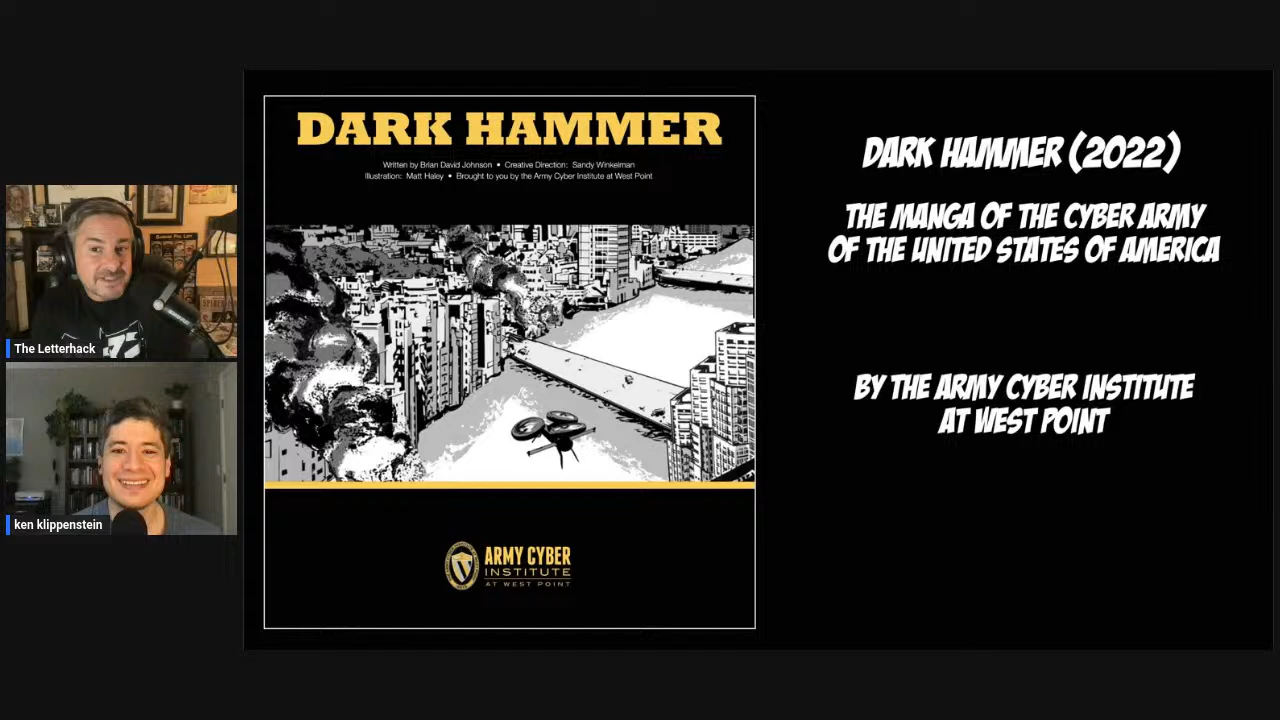 DARK HAMMER
Written by Brian David Johnson • Creative Direction: Sandy Winkelman
Illustration: Matt Haley • Brought to you by the Army Cyber Institute at West Point
ARMY CYBER
INSTITUTE
AT WEST POINT
DARK HAMMER (2022)
THE MANGA OF THE CYBER ARMY
OF THE UNITED STATES OF AMERICA
BY THE ARMY CYBER INSTITUTE
AT WEST POINT
The Letterhack
ken klippenstein